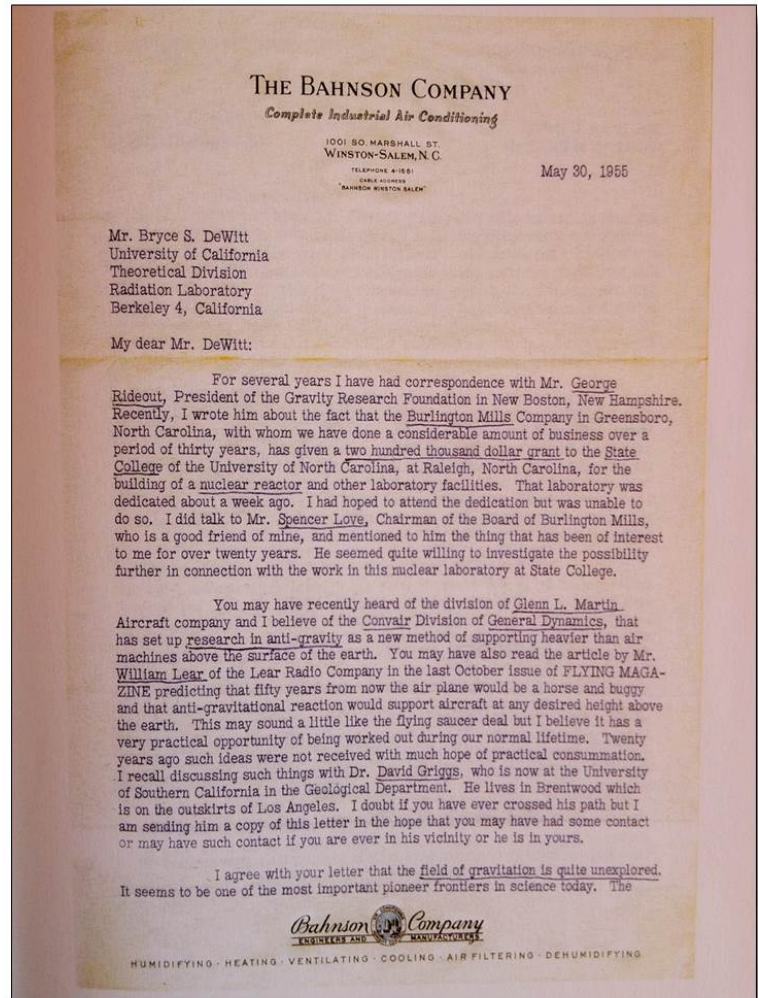 THE BAHNSON COMPANY
Complete Industrial Air Conditioning
1001 SO. MARSHALL ST.
WINSTON-SALEM, N. C.
TELEPHONE 4-1581
CABLE ADDRESS
"BAHNSON WINSTON SALEM"
May 30, 1955
Mr. Bryce S. DeWitt
University of California
Theoretical Division
Radiation Laboratory
Berkeley 4, California
My dear Mr. DeWitt:
For several years I have had correspondence with Mr. George
Rideout, President of the Gravity Research Foundation in New Boston, New Hampshire.
Recently, I wrote him about the fact that the Burlington Mills Company in Greensboro,
North Carolina, with whom we have done a considerable amount of business over a
period of thirty years, has given a two hundred thousand dollar grant to the State
College of the University of North Carolina, at Raleigh, North Carolina, for the
building of a nuclear reactor and other laboratory facilities. That laboratory was
dedicated about a week ago. I had hoped to attend the dedication but was unable to
do so. I did talk to Mr. Spencer Love, Chairman of the Board of Burlington Mills,
who is a good friend of mine, and mentioned to him the thing that has been of interest
to me for over twenty years. He seemed quite willing to investigate the possibility
further in connection with the work in this nuclear laboratory at State College.
You may have recently heard of the division of Glenn L. Martin
Aircraft company and I believe of the Convair Division of General Dynamics, that
has set up research in anti-gravity as a new method of supporting heavier than air
machines above the surface of the earth. You may have also read the article by Mr.
William Lear of the Lear Radio Company in the last October issue of FLYING MAGA-
ZINE predicting that fifty years from now the air plane would be a horse and buggy
and that anti-gravitational reaction would support aircraft at any desired height above
the earth. This may sound a little like the flying saucer deal but I believe it has a
very practical opportunity of being worked out during our normal lifetime. Twenty
years ago such ideas were not received with much hope of practical consummation.
I recall discussing such things with Dr. David Griggs, who is now at the University
of Southern California in the Geological Department. He lives in Brentwood which
is on the outskirts of Los Angeles. I doubt if you have ever crossed his path but I
am sending him a copy of this letter in the hope that you may have had some contact
or may have such contact if you are ever in his vicinity or he is in yours.
I agree with your letter that the field of gravitation is quite unexplored.
It seems to be one of the most important pioneer frontiers in science today. The
Bahnson Company
ENGINEERS AND MANUFACTURERS
HUMIDIFYING · HEATING · VENTILATING · COOLING · AIR FILTERING · DEHUMIDIFYING